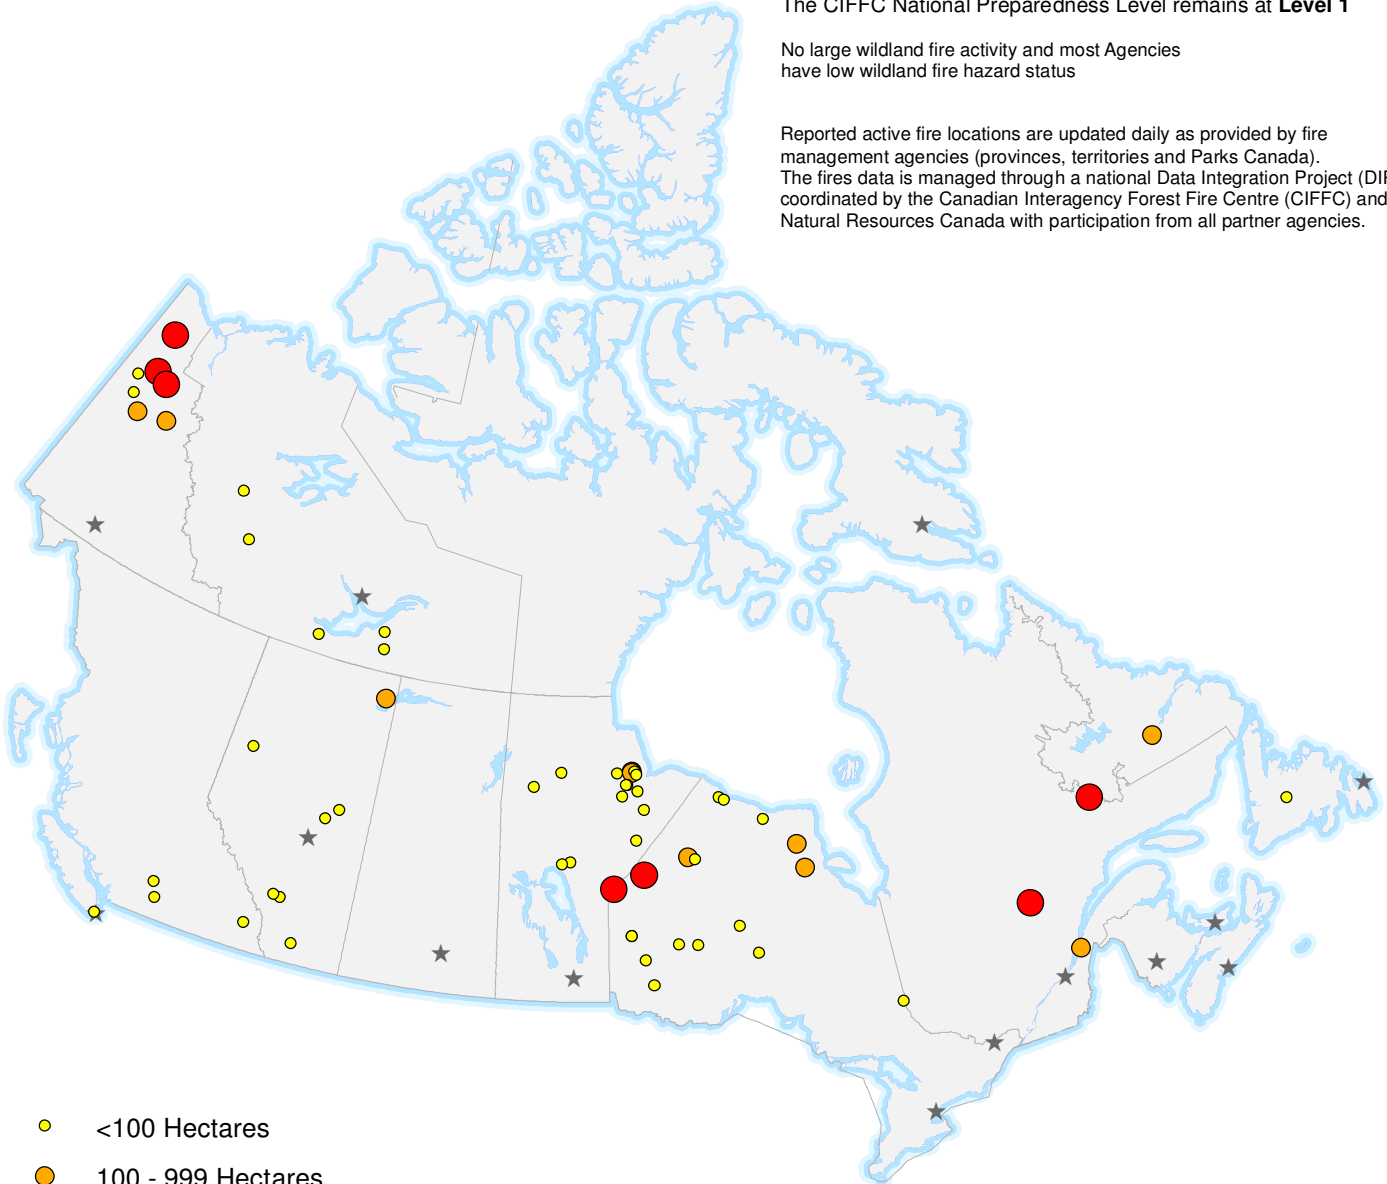 The CIFFC National Preparedness Level remains at Level 1
No large wildland fire activity and most Agencies
have low wildland fire hazard status
Reported active fire locations are updated daily as provided by fire
management agencies (provinces, territories and Parks Canada).
The fires data is managed through a national Data Integration Project (DIP
coordinated by the Canadian Interagency Forest Fire Centre (CIFFC) and
Natural Resources Canada with participation from all partner agencies.
<100 Hectares
100 - 999 Hectares